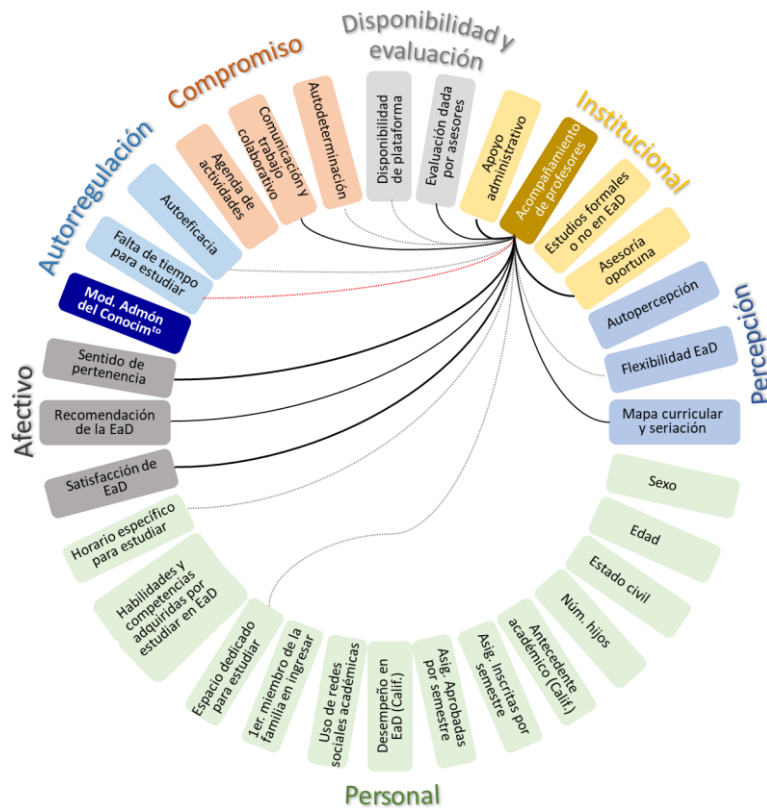 Disponibilidad y
evaluación
Compromiso
Institucional
Autorregulación
Percepción
Afectivo
Personal
Disponibilidad
de plataforma
Evaluación dada
por asesores
Apoyo
administrativo
Acompañamiento
de profesores
Estudios formales
o no en EaD
Asesoría
oportuna
Autopercepción
Flexibilidad EaD
Mapa curricular
y seriación
Sexo
Edad
Estado civil
Núm. hijos
Antecedente
académico (Calif.)
Asig. Inscritas por
semestre
Asig. Aprobadas
por semestre
Desempeño en
EaD (Calif.)
Uso de redes
sociales académicas
1er. miembro de la
familia en ingresar
Espacio dedicado
para estudiar
Habilidades y
competencias
adquiridas por
estudiar en EaD
Horario específico
para estudiar
Satisfacción de
EaD
Recomendación
de la EaD
Sentido de
pertenencia
Mod. Admón
del Conocimᵗᵒ
Falta de tiempo
para estudiar
Autoeficacia
Agenda de
actividades
Comunicación y
trabajo
colaborativo
Autodeterminación